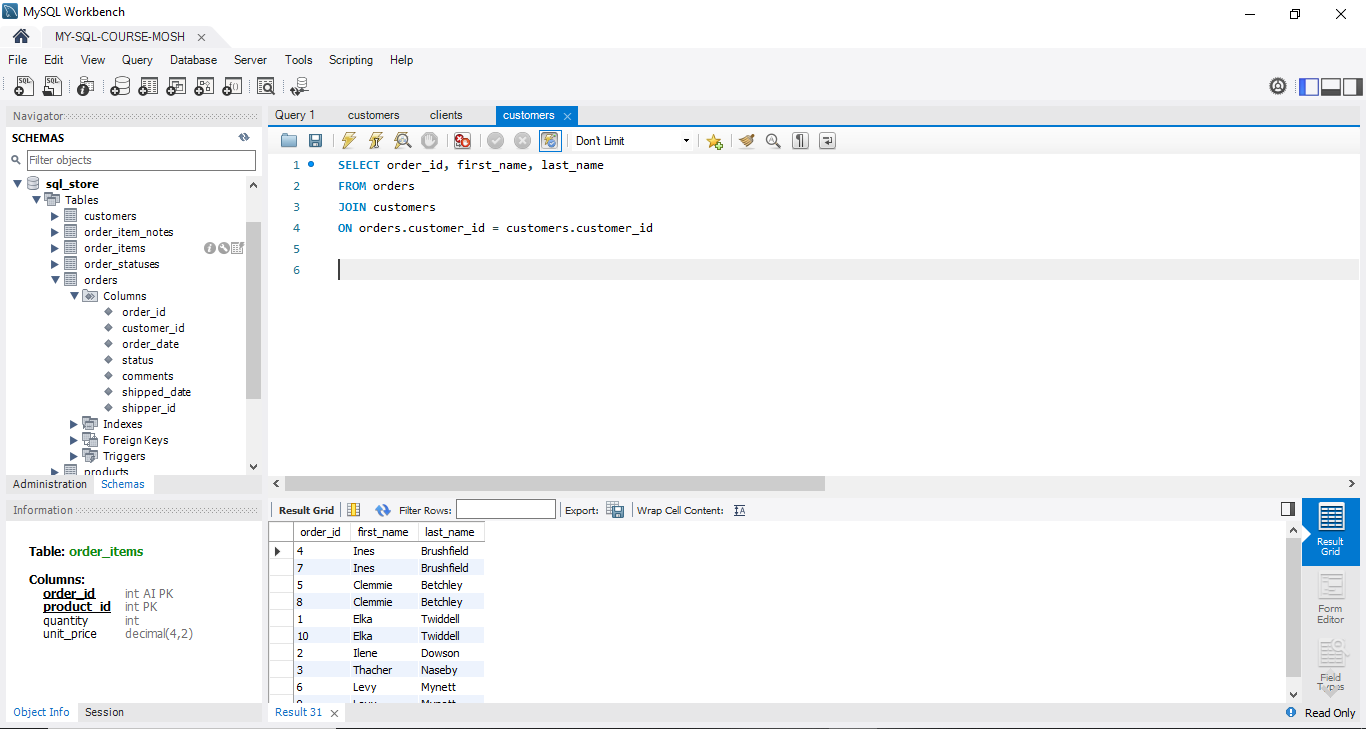 MySQL Workbench
MY-SQL-COURSE-MOSH
File Edit View Query Database Server Tools Scripting Help
Navigator
SCHEMAS
Filter objects
sql_store
Tables
customers
order_item_notes
order_items
order_statuses
orders
Columns
order_id
customer_id
order_date
status
comments
shipped_date
shipper_id
Indexes
Foreign Keys
Triggers
products
Administration Schemas
Information
Table: order_items
Columns:
order_id int AI PK
product_id int PK
quantity int
unit_price decimal(4,2)
Object Info Session
Query 1 customers clients customers
Don't Limit
1 SELECT order_id, first_name, last_name
2 FROM orders
3 JOIN customers
4 ON orders.customer_id = customers.customer_id
5
6
Result Grid Filter Rows: Export: Wrap Cell Content:
order_id first_name last_name
4 Ines Brushfield
7 Ines Brushfield
5 Clemmie Betchley
8 Clemmie Betchley
1 Elka Twiddell
10 Elka Twiddell
2 Ilene Dowson
3 Thacher Naseby
6 Levy Mynett
9 Levy Mynett
Result Grid
Form Editor
Field Types
Result 31
Read Only